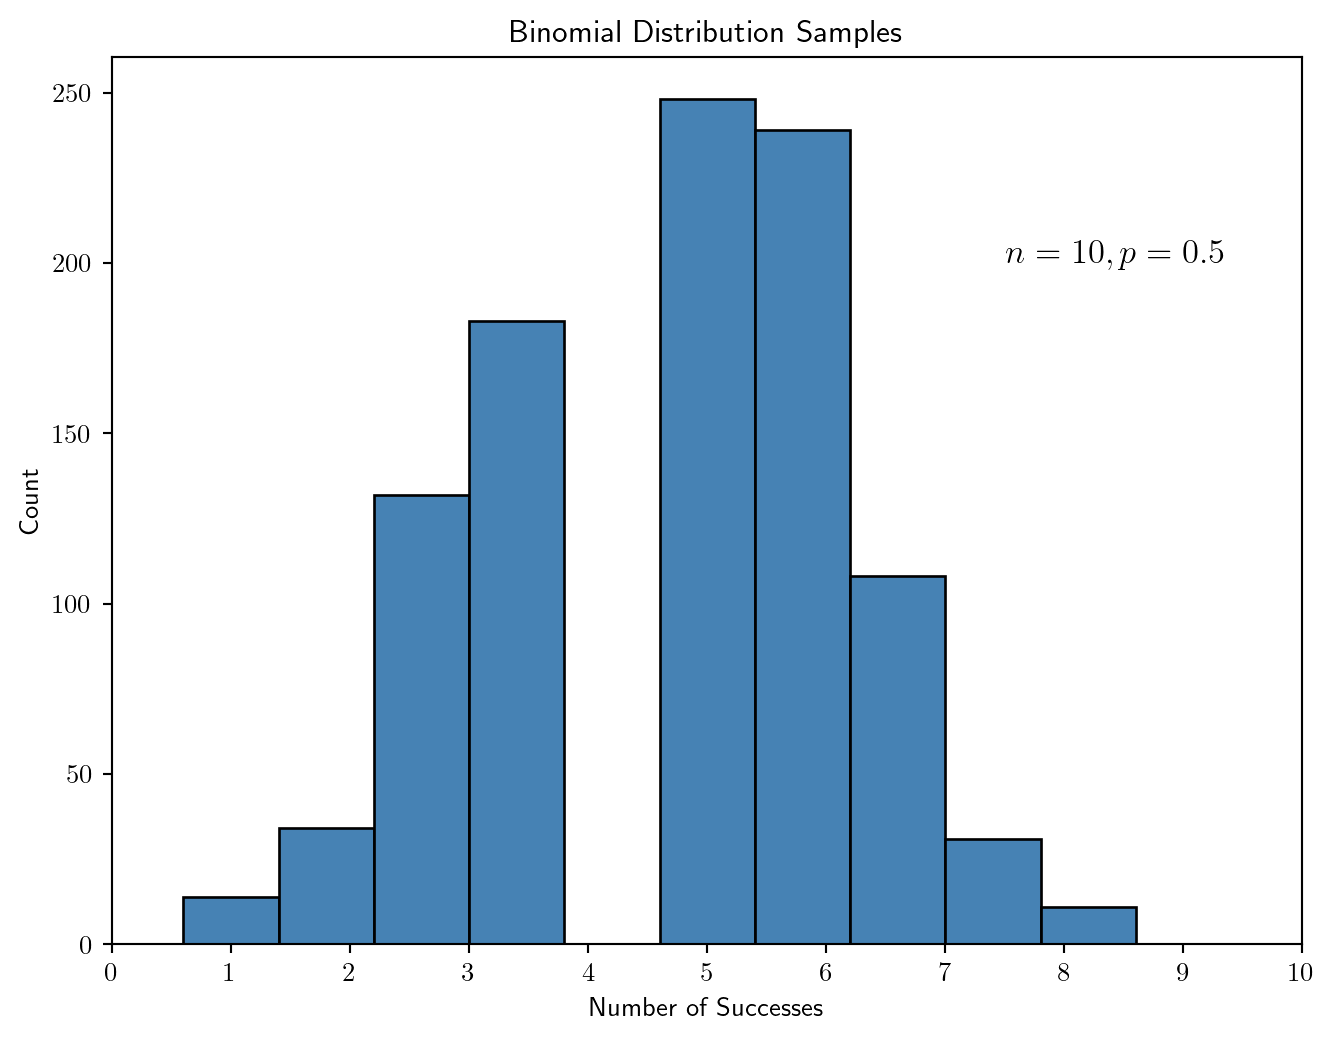 Binomial Distribution Samples
250
200
150
100
50
0
Count
n = 10, p = 0.5
0 1 2 3 4 5 6 7 8 9 10
Number of Successes